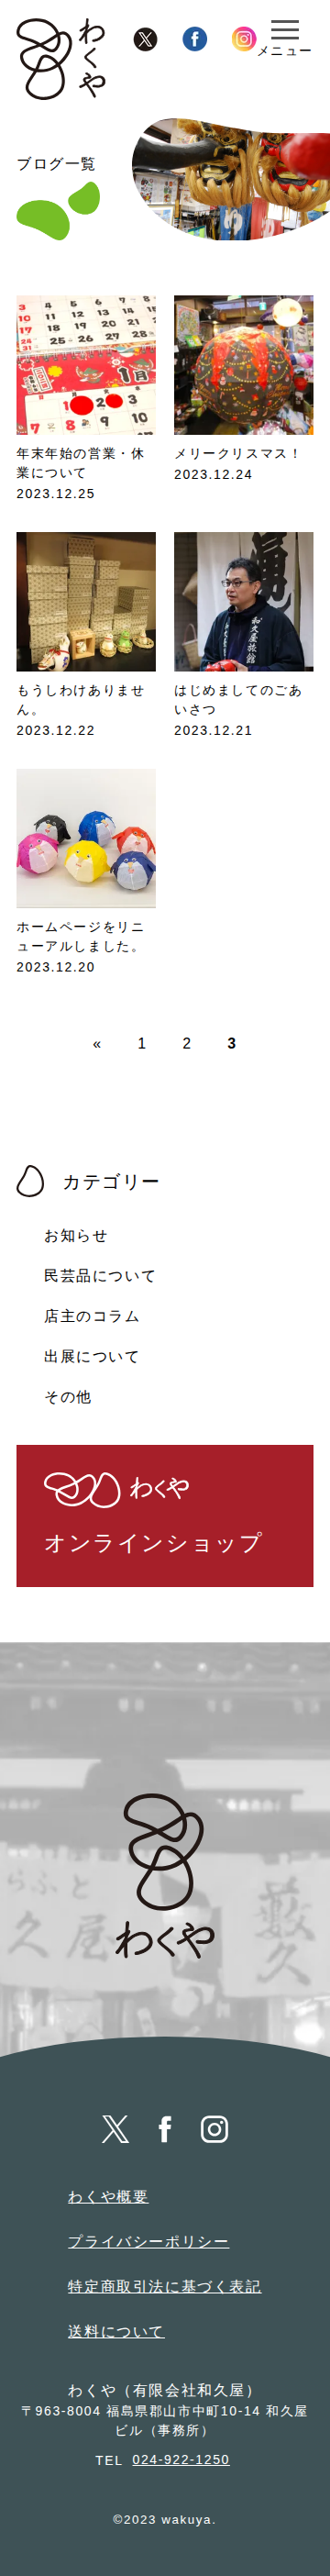 わくや
メニュー
ブログ一覧
年末年始の営業・休
業について
2023.12.25
メリークリスマス！
2023.12.24
もうしわけありませ
ん。
2023.12.22
はじめましてのごあ
いさつ
2023.12.21
ホームページをリニ
ューアルしました。
2023.12.20
« 1 2 3
カテゴリー
お知らせ
民芸品について
店主のコラム
出展について
その他
わくや
オンラインショップ
わくや
わくや概要
プライバシーポリシー
特定商取引法に基づく表記
送料について
わくや（有限会社和久屋）
〒963-8004 福島県郡山市中町10-14 和久屋
ビル（事務所）
TEL 024-922-1250
©2023 wakuya.